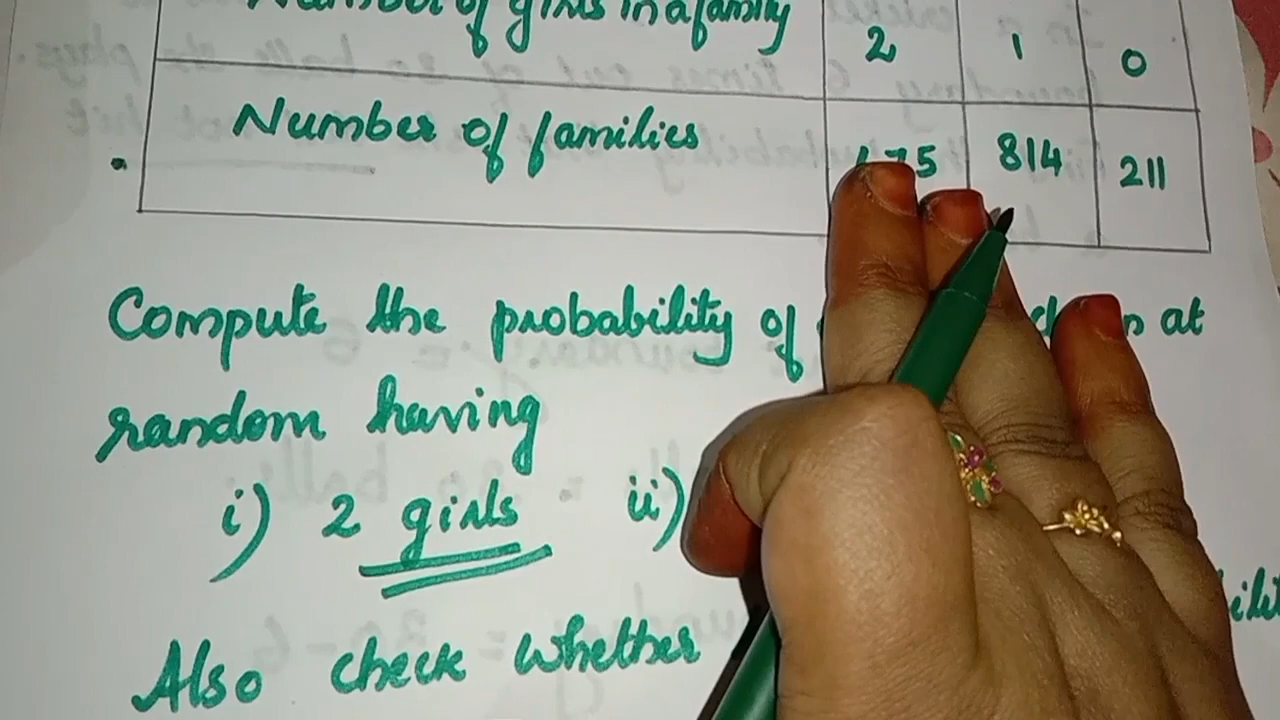 Number of girls in a family 2 1 0
Number of families 475 814 211
Compute the probability of at
random having
i) 2 girls ii)
Also check whether